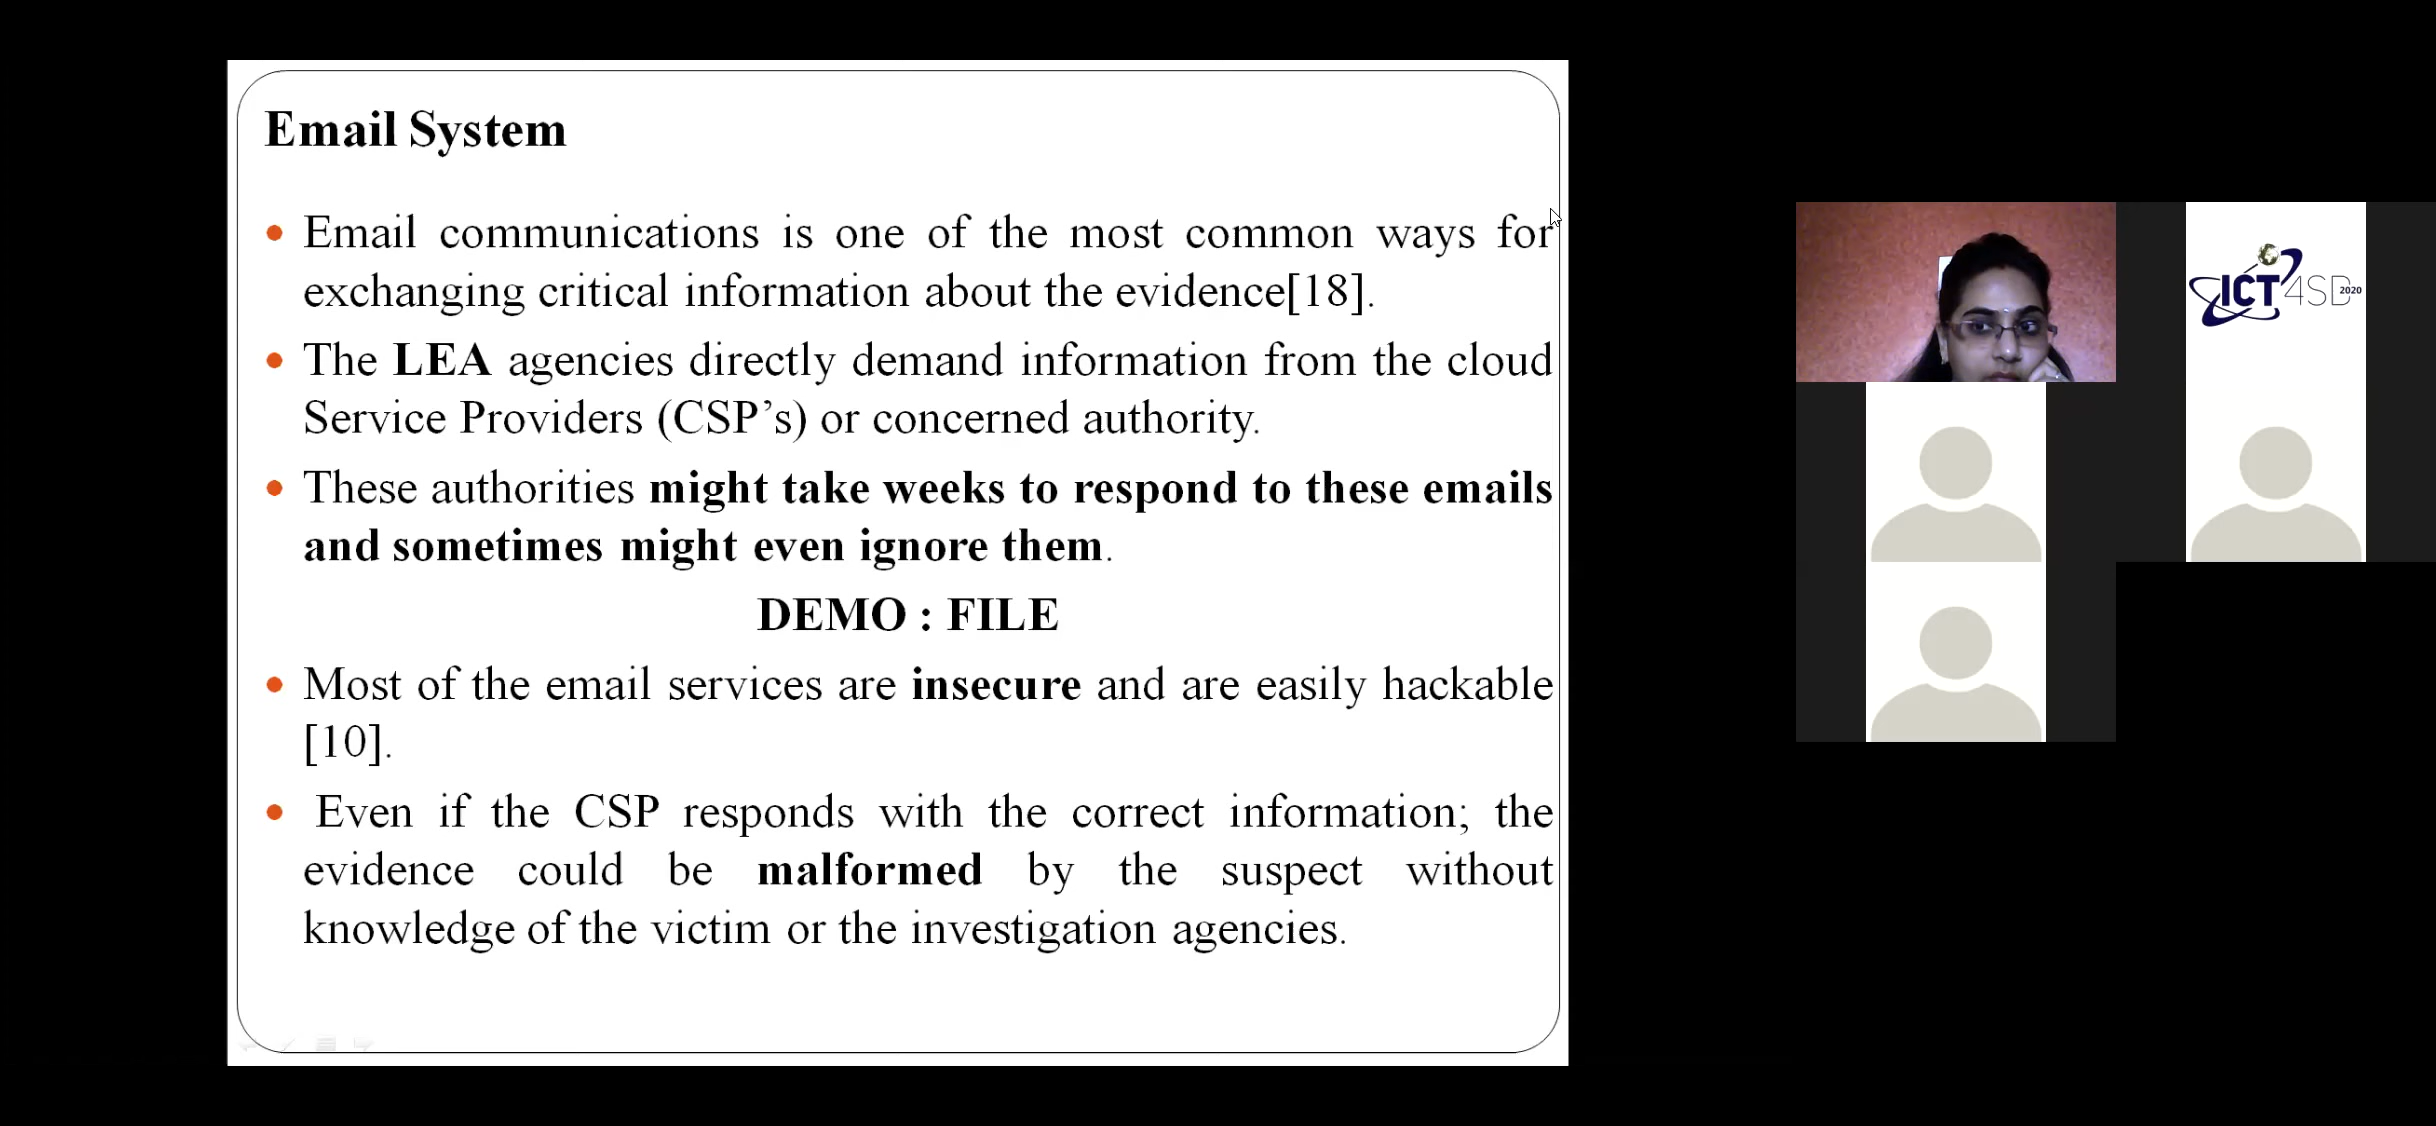 Email System
Email communications is one of the most common ways for
exchanging critical information about the evidence[18].
The LEA agencies directly demand information from the cloud
Service Providers (CSP’s) or concerned authority.
These authorities might take weeks to respond to these emails
and sometimes might even ignore them.
DEMO : FILE
Most of the email services are insecure and are easily hackable
[10].
Even if the CSP responds with the correct information; the
evidence could be malformed by the suspect without
knowledge of the victim or the investigation agencies.
ICT4SD 2020